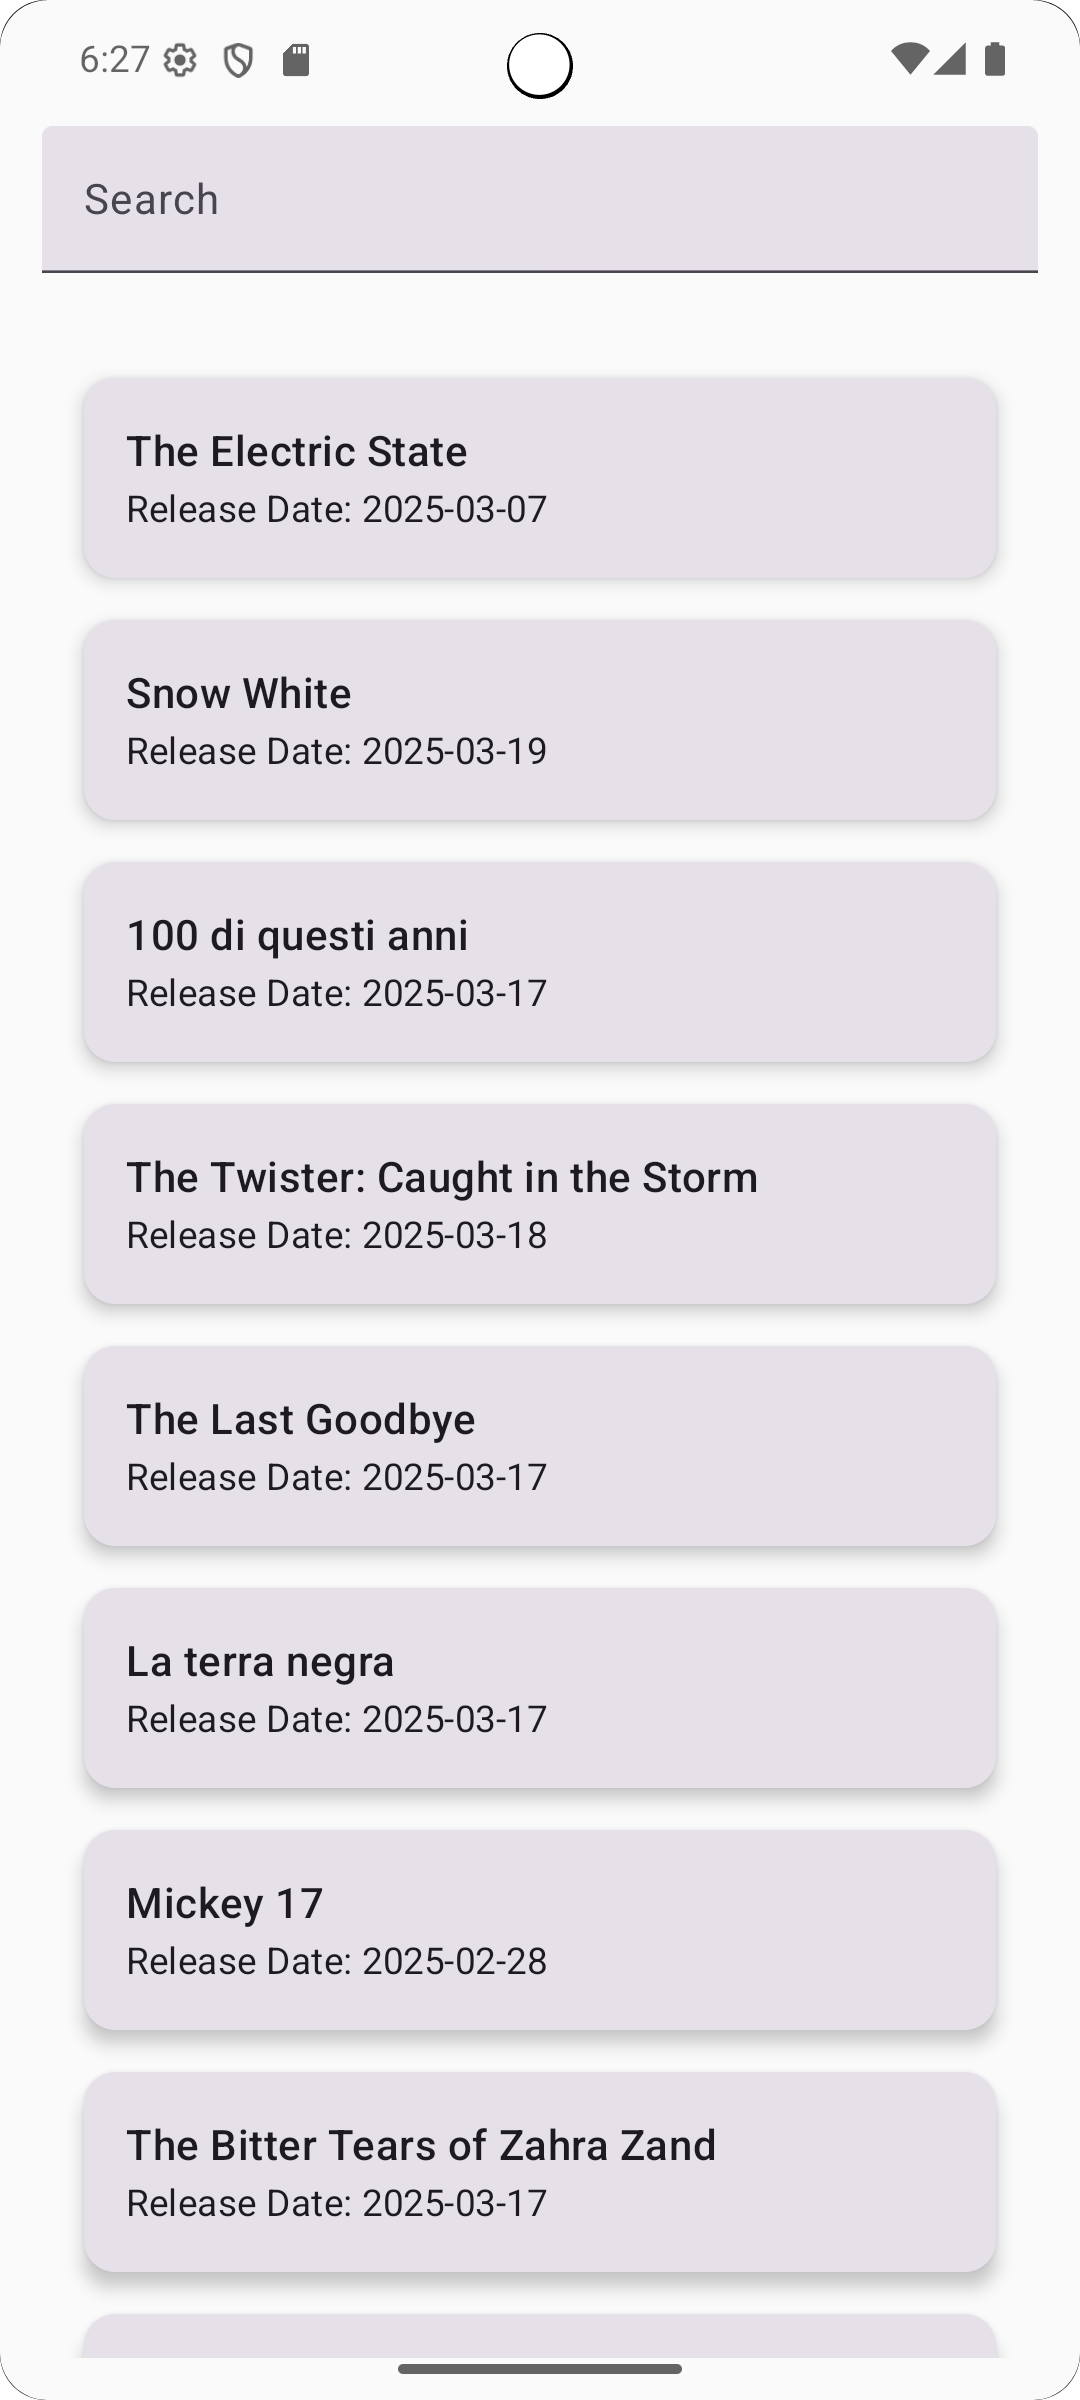 6:27
Search
The Electric State
Release Date: 2025-03-07
Snow White
Release Date: 2025-03-19
100 di questi anni
Release Date: 2025-03-17
The Twister: Caught in the Storm
Release Date: 2025-03-18
The Last Goodbye
Release Date: 2025-03-17
La terra negra
Release Date: 2025-03-17
Mickey 17
Release Date: 2025-02-28
The Bitter Tears of Zahra Zand
Release Date: 2025-03-17